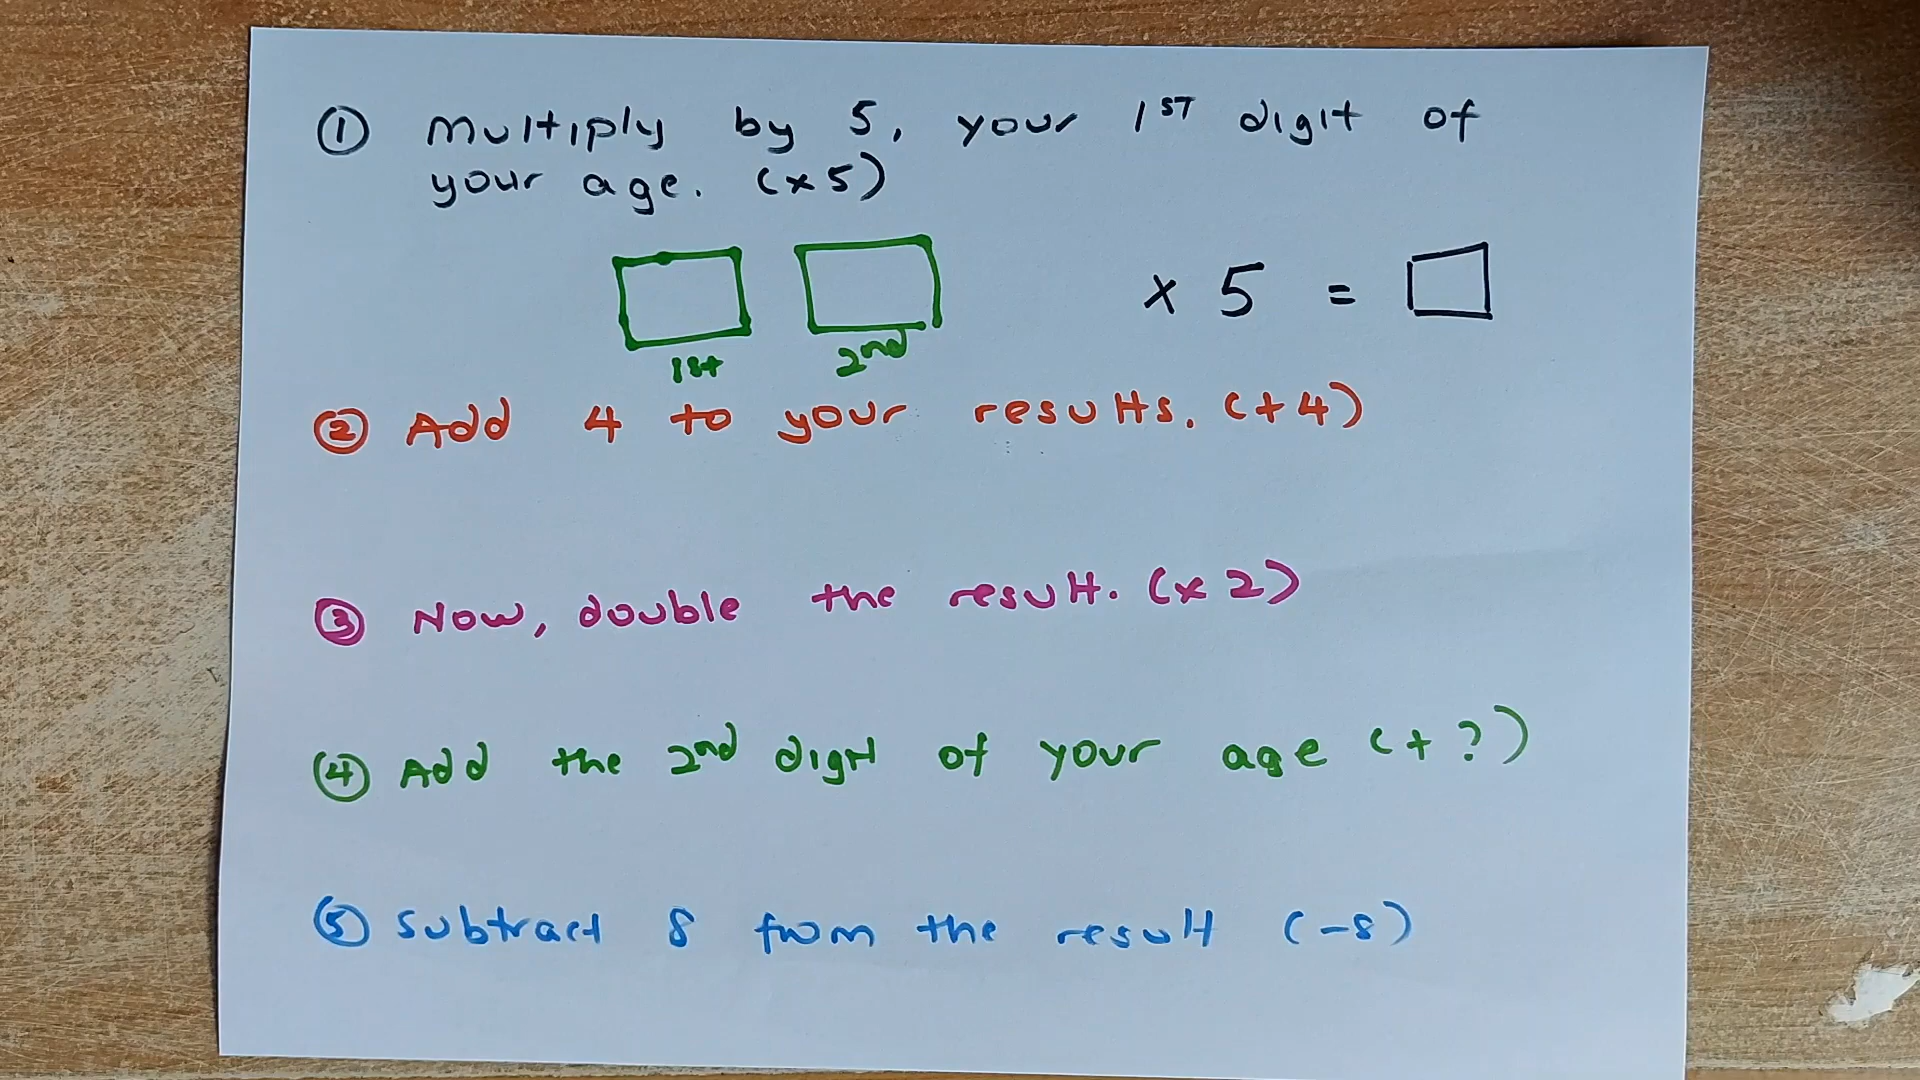 ① multiply by 5, your 1ST digit of
your age. (x5)
x 5 =
1st 2nd
② Add 4 to your results. (+4)
③ Now, double the result. (x2)
④ Add the 2nd digit of your age (+?)
⑤ subtract 8 from the result (-8)